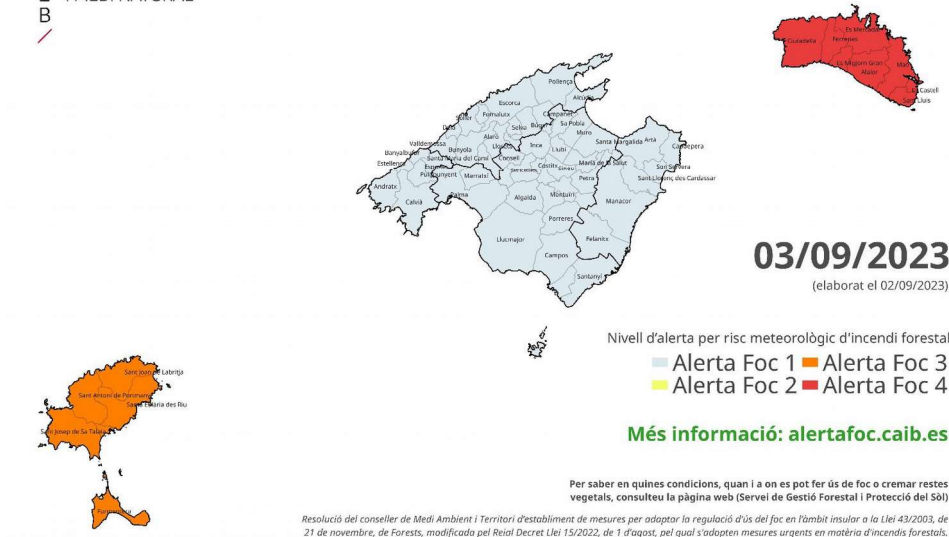 B
Ciutadella
Es Mercadal
Ferreries
Es Migjorn Gran
Alaior
Maó
Es Castell
Sant Lluís
Pollença
Alcúdia
Escorca
Fornalutx
Sóller
Deià
Campanet
Búger
Sa Pobla
Selva
Muro
Alaró
Valldemossa
Bunyola
Lloseta
Inca
Llubí
Santa Margalida
Artà
Capdepera
Banyalbufar
Santa Maria del Camí
Consell
Costitx
Maria de la Salut
Estellencs
Son Servera
Puigpunyent
Marratxí
Sencelles
Sineu
Petra
Sant Llorenç des Cardassar
Andratx
Palma
Algaida
Montuïri
Manacor
Calvià
Porreres
Llucmajor
Felanitx
Campos
Santanyí
03/09/2023
(elaborat el 02/09/2023)
Nivell d'alerta per risc meteorològic d'incendi forestal
Alerta Foc 1 Alerta Foc 3
Alerta Foc 2 Alerta Foc 4
Sant Joan de Labritja
Sant Antoni de Portmany
Santa Eulària des Riu
Sant Josep de Sa Talaia
Formentera
Més informació: alertafoc.caib.es
Per saber en quines condicions, quan i a on es pot fer ús de foc o cremar restes
vegetals, consulteu la pàgina web (Servei de Gestió Forestal i Protecció del Sòl)
Resolució del conseller de Medi Ambient i Territori d'establiment de mesures per adaptar la regulació d'ús del foc en l'àmbit insular a la Llei 43/2003, de
21 de novembre, de Forests, modificada pel Reial Decret Llei 15/2022, de 1 d'agost, pel qual s'adopten mesures urgents en matèria d'incendis forestals.